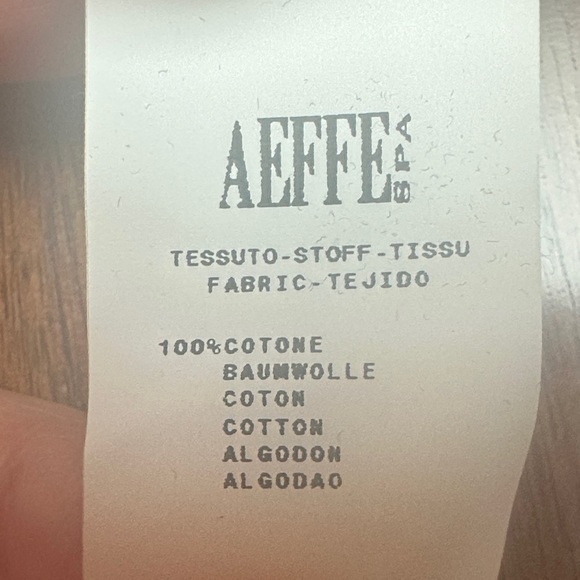 AEFFE SPA
TESSUTO-STOFF-TISSU
FABRIC-TEJIDO
100%COTONE
BAUMWOLLE
COTON
COTTON
ALGODON
ALGODAO